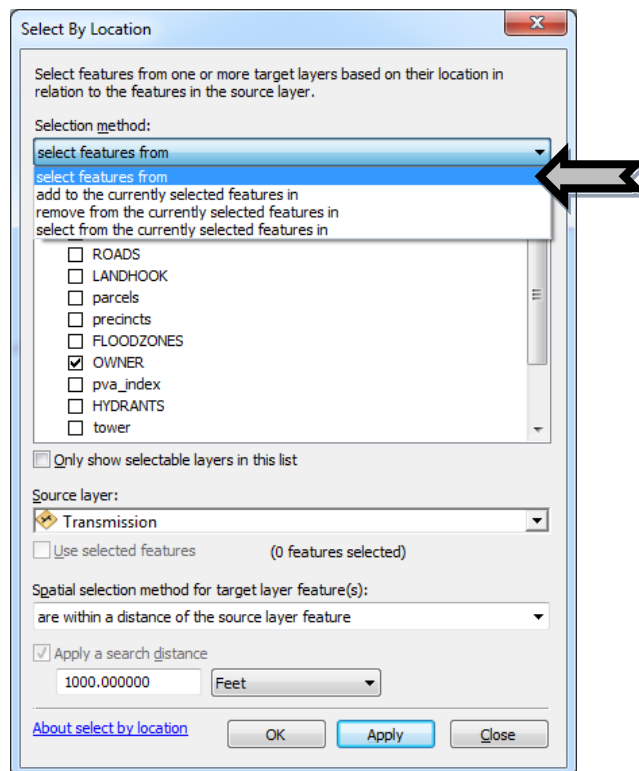 Select By Location
Select features from one or more target layers based on their location in
relation to the features in the source layer.
Selection method:
select features from
select features from
add to the currently selected features in
remove from the currently selected features in
select from the currently selected features in
ROADS
LANDHOOK
parcels
precincts
FLOODZONES
OWNER
pva_index
HYDRANTS
tower
Only show selectable layers in this list
Source layer:
Transmission
Use selected features (0 features selected)
Spatial selection method for target layer feature(s):
are within a distance of the source layer feature
Apply a search distance
1000.000000 Feet
About select by location OK Apply Close